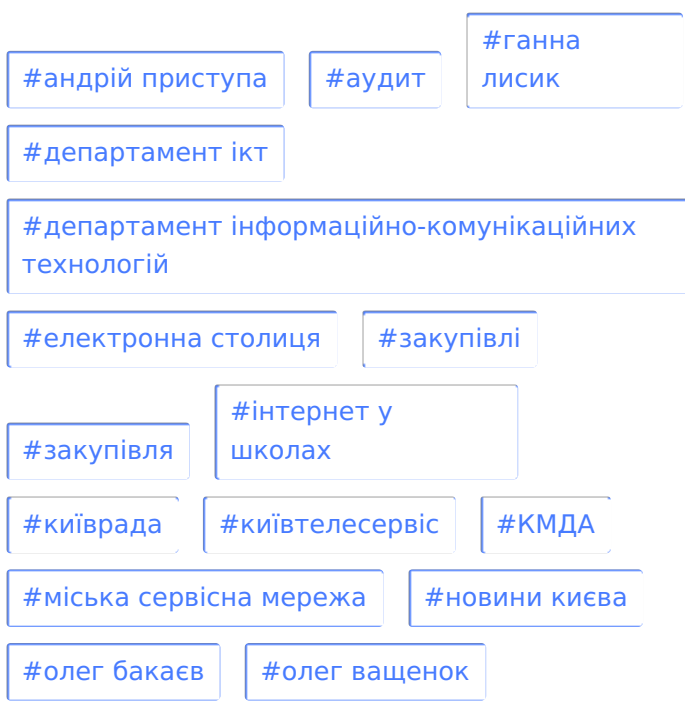 #андрій приступа #аудит #ганна
лисик
#департамент ікт
#департамент інформаційно-комунікаційних
технологій
#електронна столиця #закупівлі
#закупівля #інтернет у
школах
#київрада #київтелесервіс #КМДА
#міська сервісна мережа #новини києва
#олег бакаєв #олег ващенок